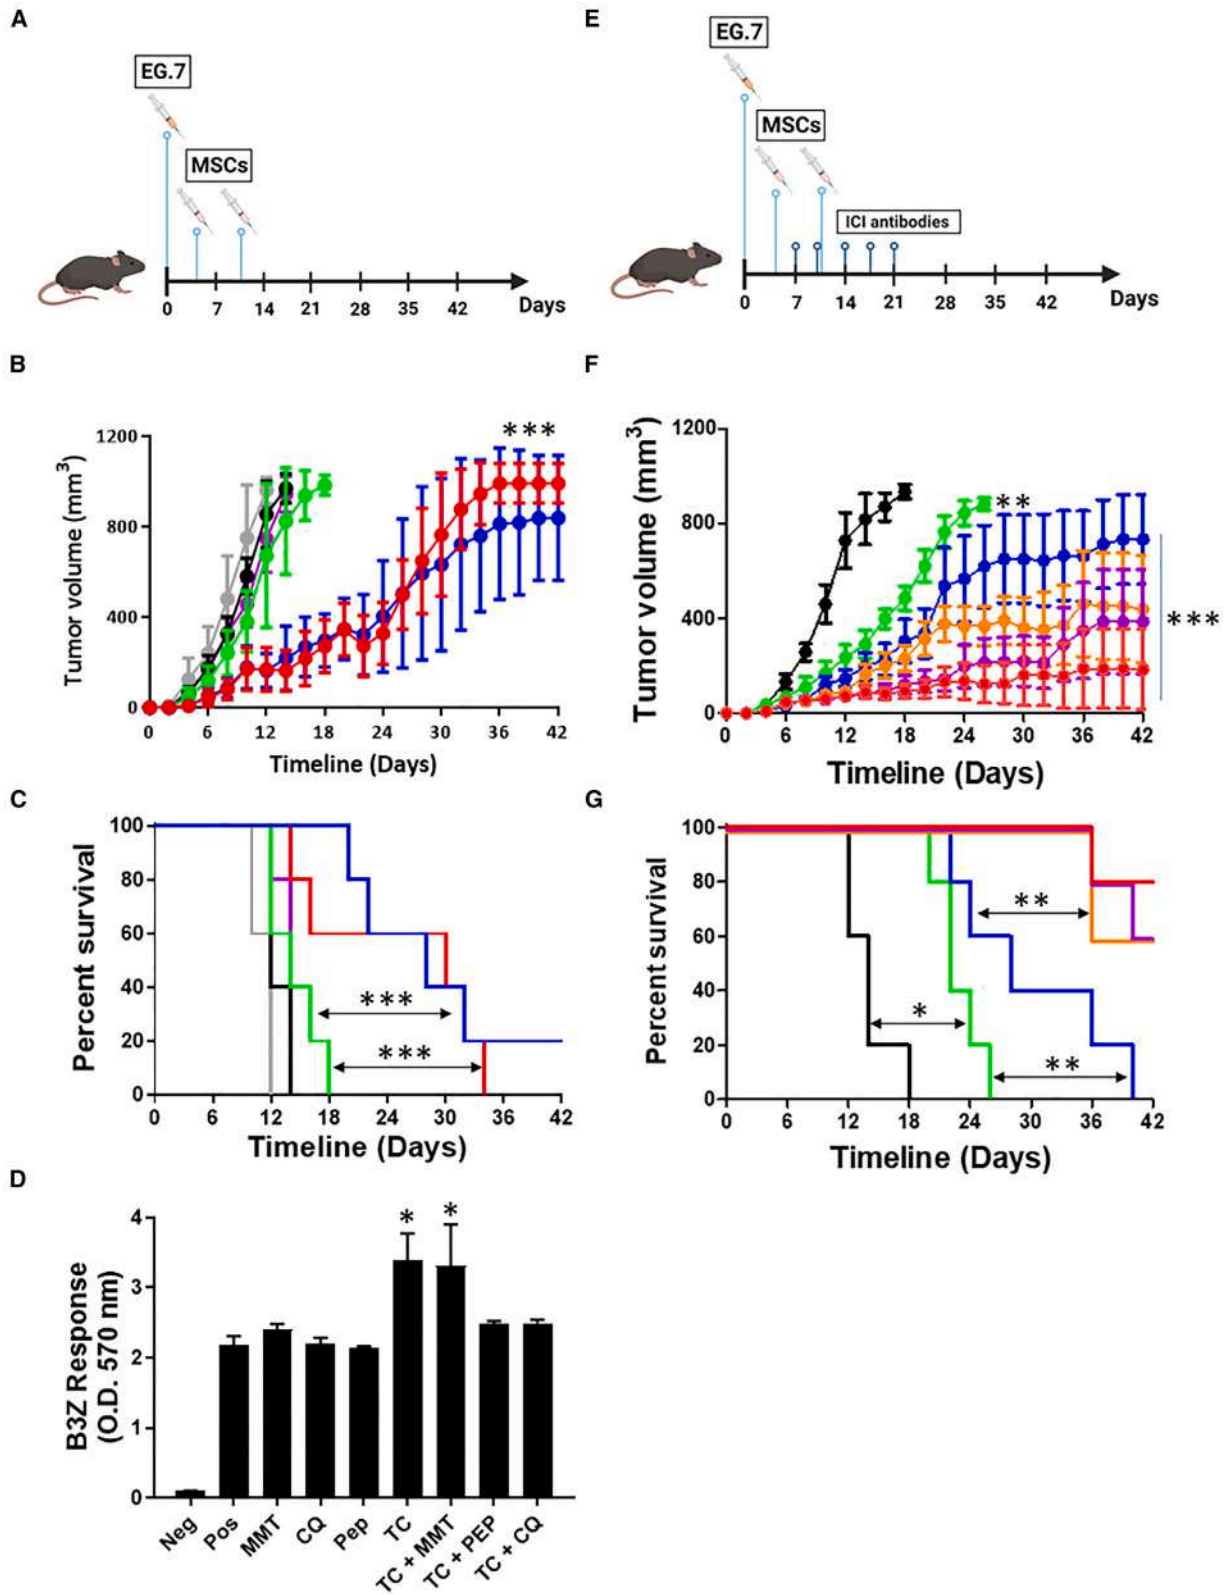 A
EG.7
MSCs
0 7 14 21 28 35 42 Days
E
EG.7
MSCs
ICI antibodies
0 7 14 21 28 35 42 Days
B
Tumor volume (mm3)
1200
800
400
0
***
0 6 12 18 24 30 36 42
Timeline (Days)
F
Tumor volume (mm3)
1200
800
400
0
**
***
0 6 12 18 24 30 36 42
Timeline (Days)
C
Percent survival
100
80
60
40
20
0
***
***
0 6 12 18 24 30 36 42
Timeline (Days)
G
Percent survival
100
80
60
40
20
0
**
*
**
0 6 12 18 24 30 36 42
Timeline (Days)
D
B3Z Response
(O.D. 570 nm)
4
3
2
1
0
* *
Neg
Pos
MMT
CQ
Pep
TC
TC + MMT
TC + PEP
TC + CQ